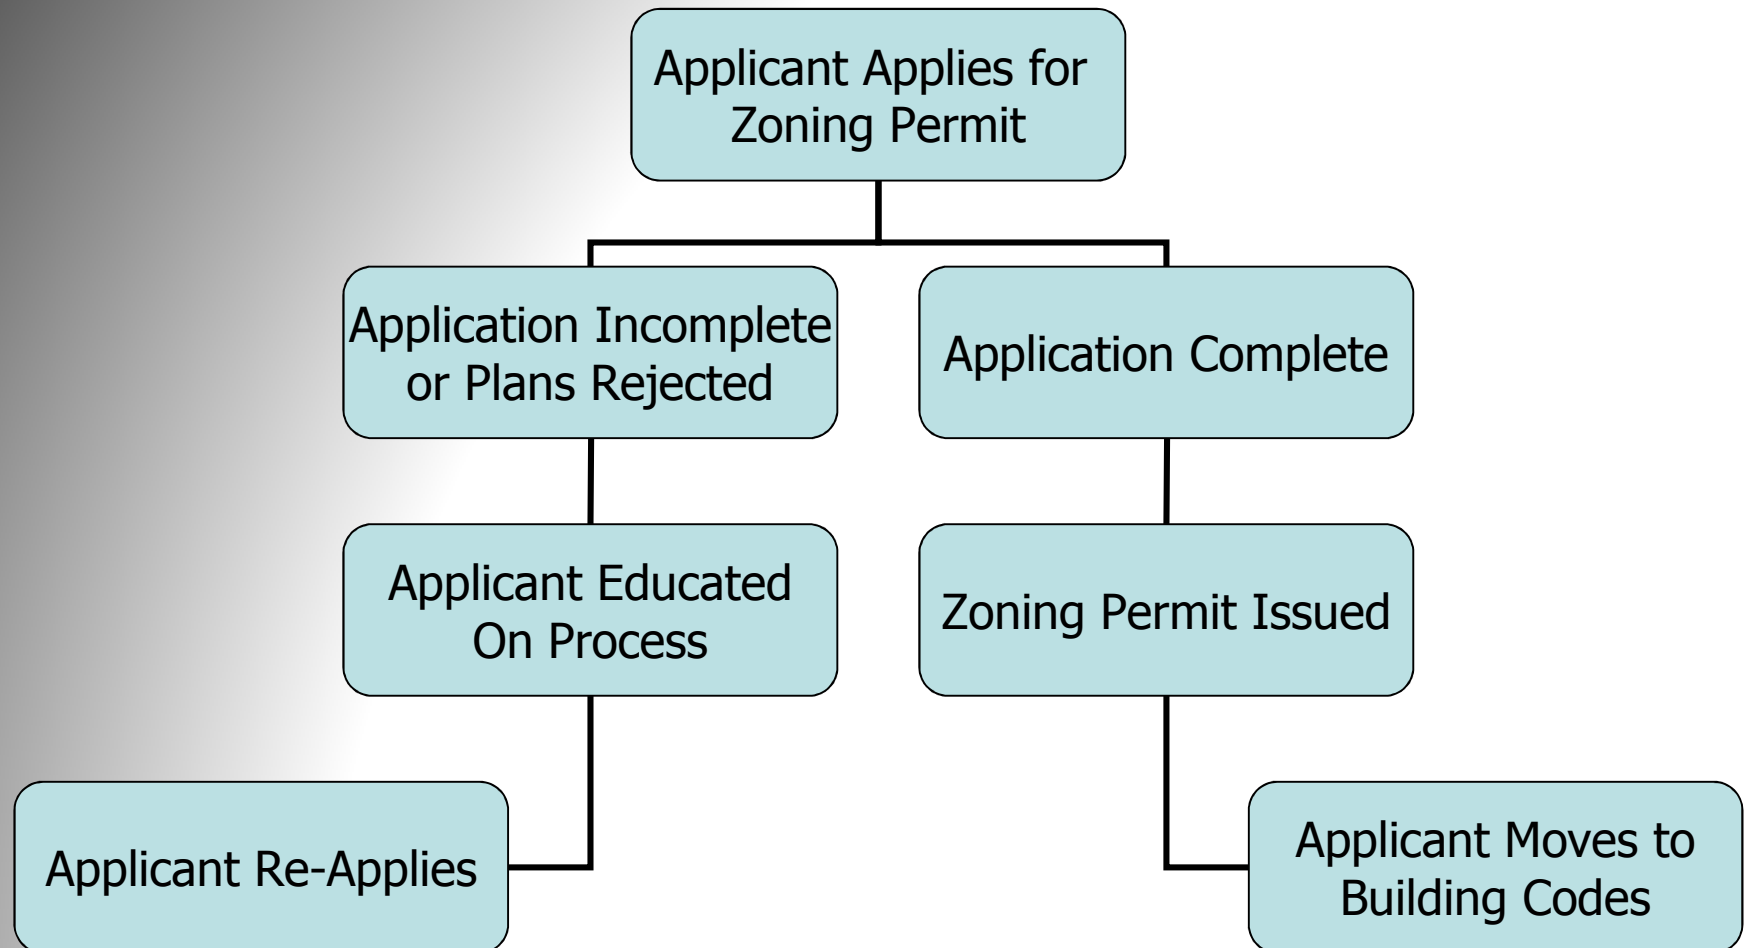 Applicant Applies for
Zoning Permit
Application Incomplete
or Plans Rejected
Application Complete
Applicant Educated
On Process
Zoning Permit Issued
Applicant Re-Applies
Applicant Moves to
Building Codes